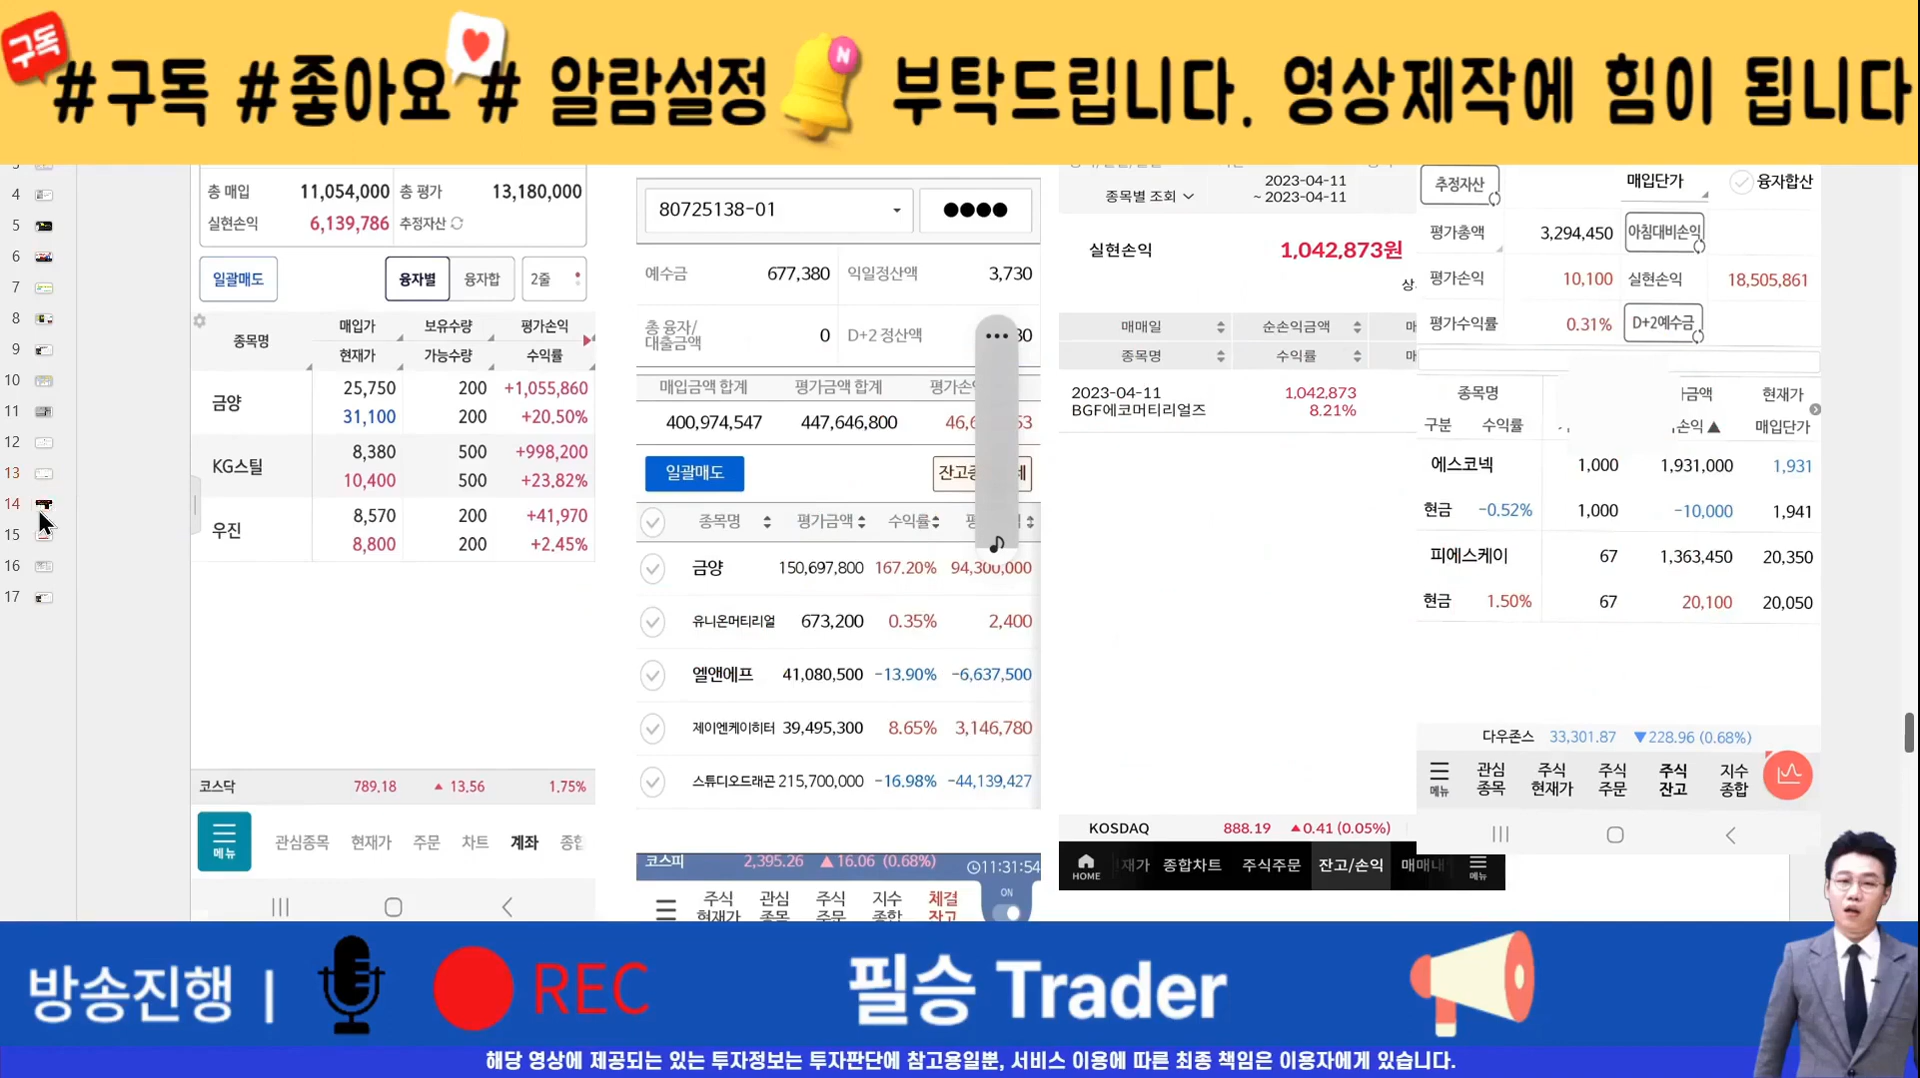 구독
#구독 #좋아요 # 알람설정 N 부탁드립니다. 영상제작에 힘이 됩니다
4
5
6
7
8
9
10
11
12
13
14
15
16
17
총 매입 11,054,000 총 평가 13,180,000
실현손익 6,139,786 추정자산
일괄매도 융자별 융자합 2줄
종목명 매입가 보유수량 평가손익
현재가 가능수량 수익률
금양 25,750 200 +1,055,860
31,100 200 +20.50%
KG스틸 8,380 500 +998,200
10,400 500 +23.82%
우진 8,570 200 +41,970
8,800 200 +2.45%
코스닥 789.18 ▲ 13.56 1.75%
메뉴 관심종목 현재가 주문 차트 계좌 종합
80725138-01 ●●●●
예수금 677,380 익일정산액 3,730
총 융자/대출금액 0 D+2 정산액
매입금액 합계 평가금액 합계
400,974,547 447,646,800
일괄매도
종목명 평가금액 수익률
금양 150,697,800 167.20% 94,300,000
유니온머티리얼 673,200 0.35% 2,400
엘앤에프 41,080,500 -13.90% -6,637,500
제이엔케이히터 39,495,300 8.65% 3,146,780
스튜디오드래곤 215,700,000 -16.98% -44,139,427
코스피 2,395.26 ▲ 16.06 (0.68%) 11:31:54
주식 관심 주식 지수 체결 ON
현재가 종목 주문 종합 잔고
종목별 조회 2023-04-11
~ 2023-04-11
실현손익 1,042,873원
매매일 순손익금액
종목명 수익률
2023-04-11 1,042,873
BGF에코머티리얼즈 8.21%
KOSDAQ 888.19 ▲0.41 (0.05%)
HOME 재가 종합차트 주식주문 잔고/손익 매매내 메뉴
추정자산 매입단가 융자합산
평가총액 3,294,450 아침대비손익
평가손익 10,100 실현손익 18,505,861
평가수익률 0.31% D+2예수금
종목명 금액 현재가
구분 수익률 손익▲ 매입단가
에스코넥 1,000 1,931,000 1,931
현금 -0.52% 1,000 -10,000 1,941
피에스케이 67 1,363,450 20,350
현금 1.50% 67 20,100 20,050
다우존스 33,301.87 ▼228.96 (0.68%)
메뉴 관심 주식 주식 주식 지수
종목 현재가 주문 잔고 종합
방송진행 | REC 필승 Trader
해당 영상에 제공되는 있는 투자정보는 투자판단에 참고용일뿐, 서비스 이용에 따른 최종 책임은 이용자에게 있습니다.